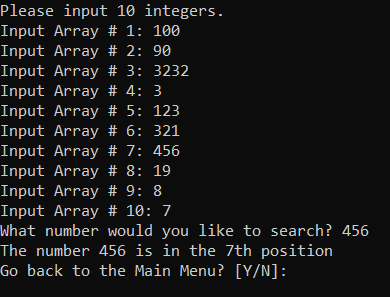 Please input 10 integers.
Input Array # 1: 100
Input Array # 2: 90
Input Array # 3: 3232
Input Array # 4: 3
Input Array # 5: 123
Input Array # 6: 321
Input Array # 7: 456
Input Array # 8: 19
Input Array # 9: 8
Input Array # 10: 7
What number would you like to search? 456
The number 456 is in the 7th position
Go back to the Main Menu? [Y/N]: